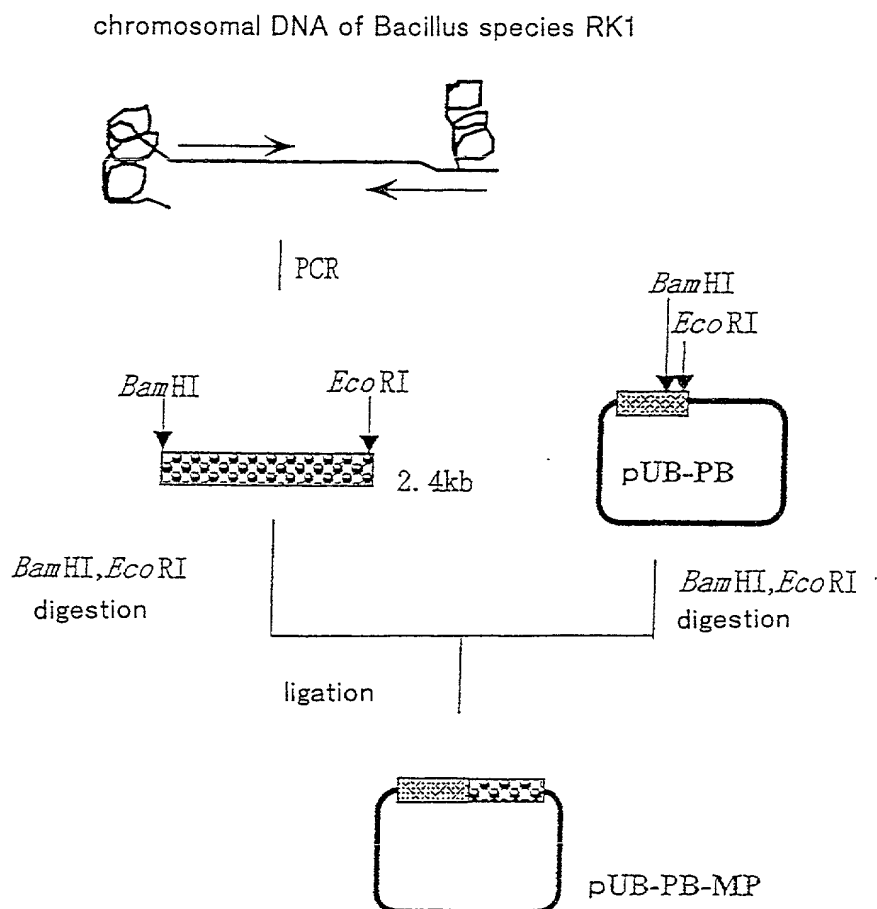 chromosomal DNA of Bacillus species RK1
PCR
BamHI
EcoRI
BamHI
EcoRI
2.4kb
pUB-PB
BamHI,EcoRI
digestion
BamHI,EcoRI
digestion
ligation
pUB-PB-MP